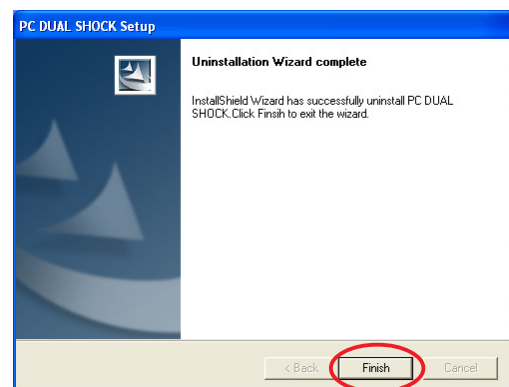 PC DUAL SHOCK Setup
Uninstallation Wizard complete
InstallShield Wizard has successfully uninstall PC DUAL
SHOCK.Click Finsih to exit the wizard.
< Back Finish Cancel